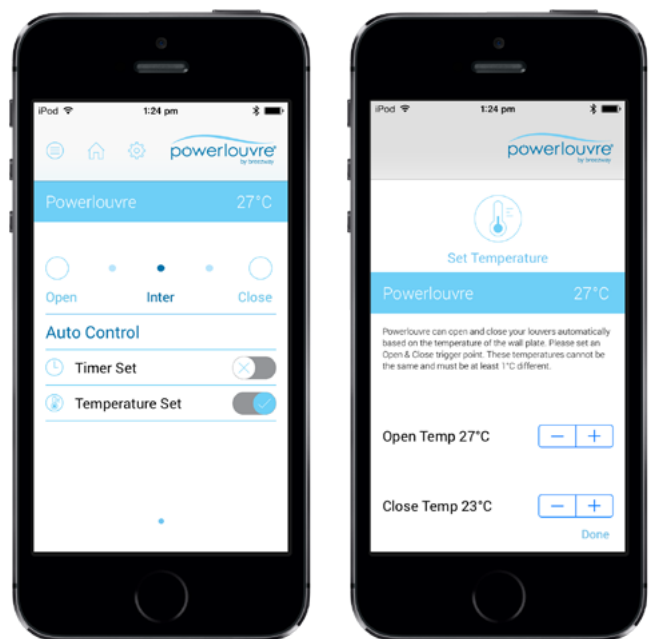 iPod 1:24 pm
powerlouvre
by breezway
Powerlouvre 27°C
Open Inter Close
Auto Control
Timer Set
Temperature Set
iPod 1:24 pm
powerlouvre
by breezway
Set Temperature
Powerlouvre 27°C
Powerlouvre can open and close your louvers automatically
based on the temperature of the wall plate. Please set an
Open & Close trigger point. These temperatures cannot be
the same and must be at least 1°C different.
Open Temp 27°C − +
Close Temp 23°C − +
Done